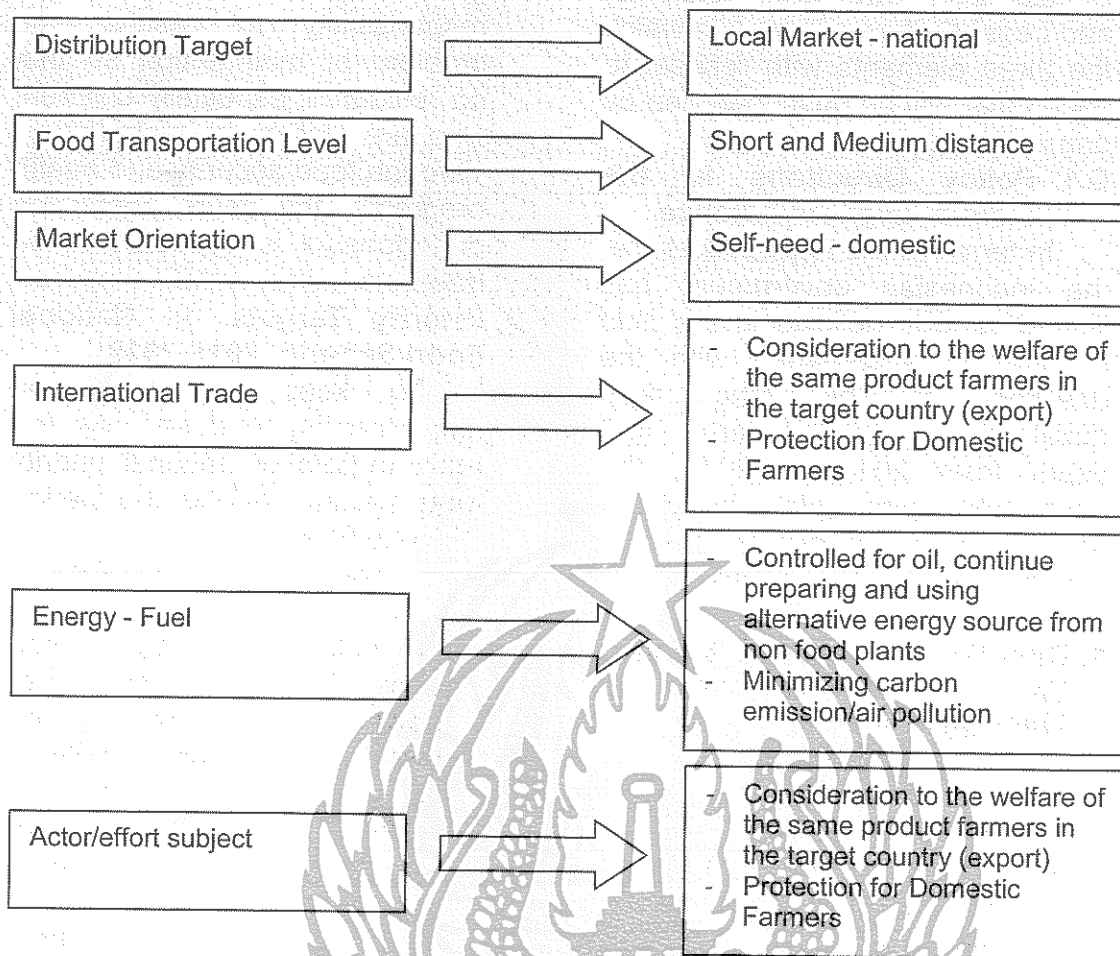 Distribution Target
Local Market - national
Food Transportation Level
Short and Medium distance
Market Orientation
Self-need - domestic
International Trade
- Consideration to the welfare of
the same product farmers in
the target country (export)
- Protection for Domestic
Farmers
Energy - Fuel
- Controlled for oil, continue
preparing and using
alternative energy source from
non food plants
- Minimizing carbon
emission/air pollution
Actor/effort subject
- Consideration to the welfare of
the same product farmers in
the target country (export)
- Protection for Domestic
Farmers